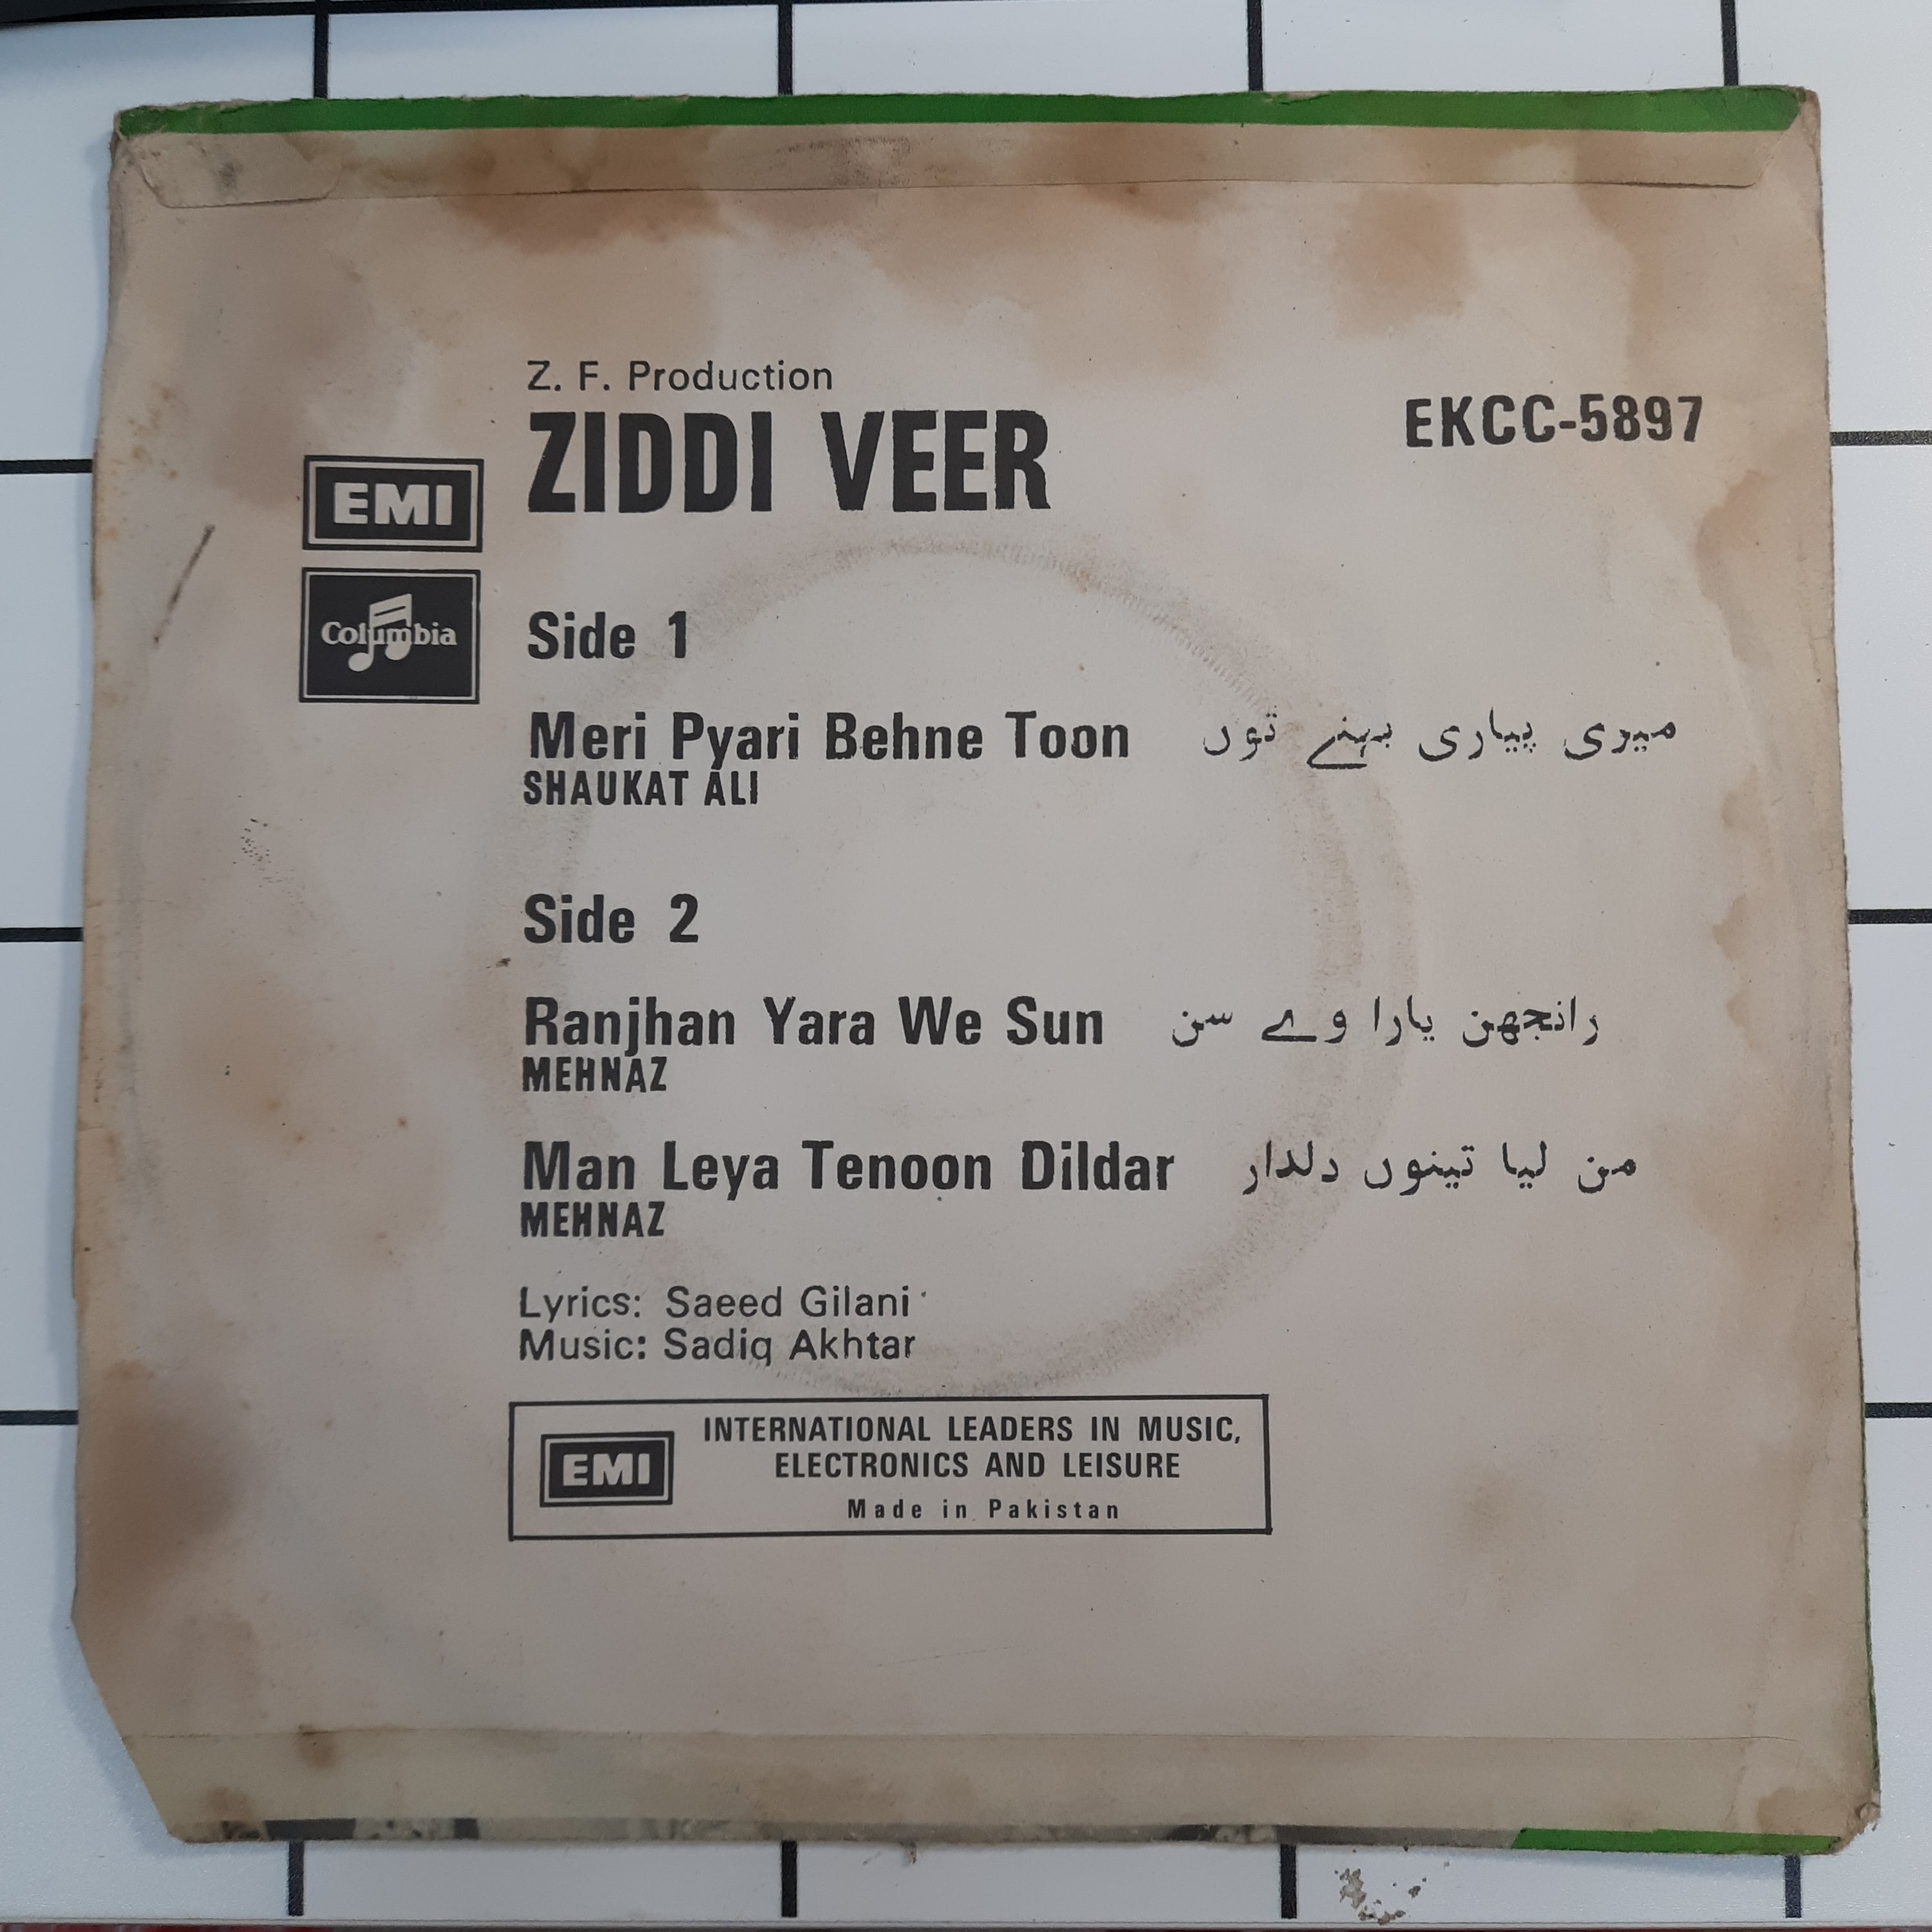 Z. F. Production
ZIDDI VEER
EKCC-5897
EMI
Columbia
Side 1
Meri Pyari Behne Toon میری پیاری بہنے توں
SHAUKAT ALI
Side 2
Ranjhan Yara We Sun رانجھن یارا وے سن
MEHNAZ
Man Leya Tenoon Dildar من لیا تینوں دلدار
MEHNAZ
Lyrics: Saeed Gilani
Music: Sadiq Akhtar
EMI
INTERNATIONAL LEADERS IN MUSIC,
ELECTRONICS AND LEISURE
Made in Pakistan